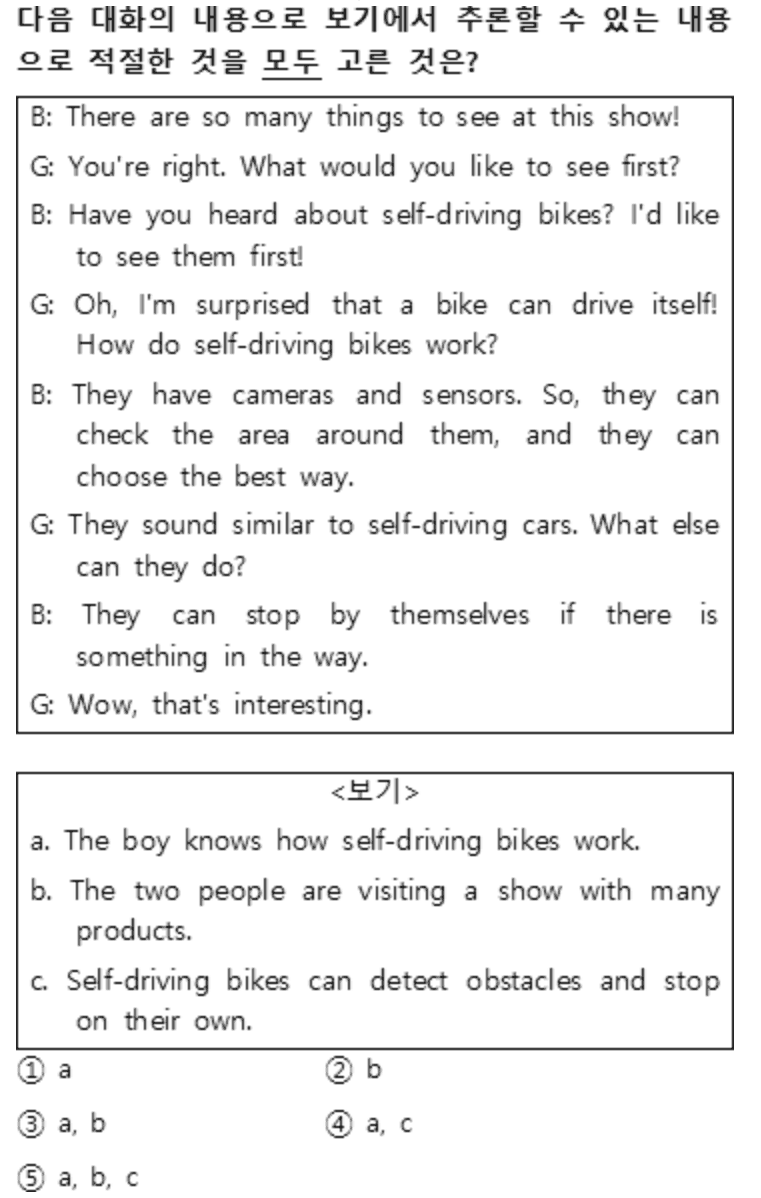 다음 대화의 내용으로 보기에서 추론할 수 있는 내용
으로 적절한 것을 모두 고른 것은?
B: There are so many things to see at this show!
G: You're right. What would you like to see first?
B: Have you heard about self-driving bikes? I'd like
to see them first!
G: Oh, I'm surprised that a bike can drive itself!
How do self-driving bikes work?
B: They have cameras and sensors. So, they can
check the area around them, and they can
choose the best way.
G: They sound similar to self-driving cars. What else
can they do?
B: They can stop by themselves if there is
something in the way.
G: Wow, that's interesting.
<보기>
a. The boy knows how self-driving bikes work.
b. The two people are visiting a show with many
products.
c. Self-driving bikes can detect obstacles and stop
on their own.
① a ② b
③ a, b ④ a, c
⑤ a, b, c